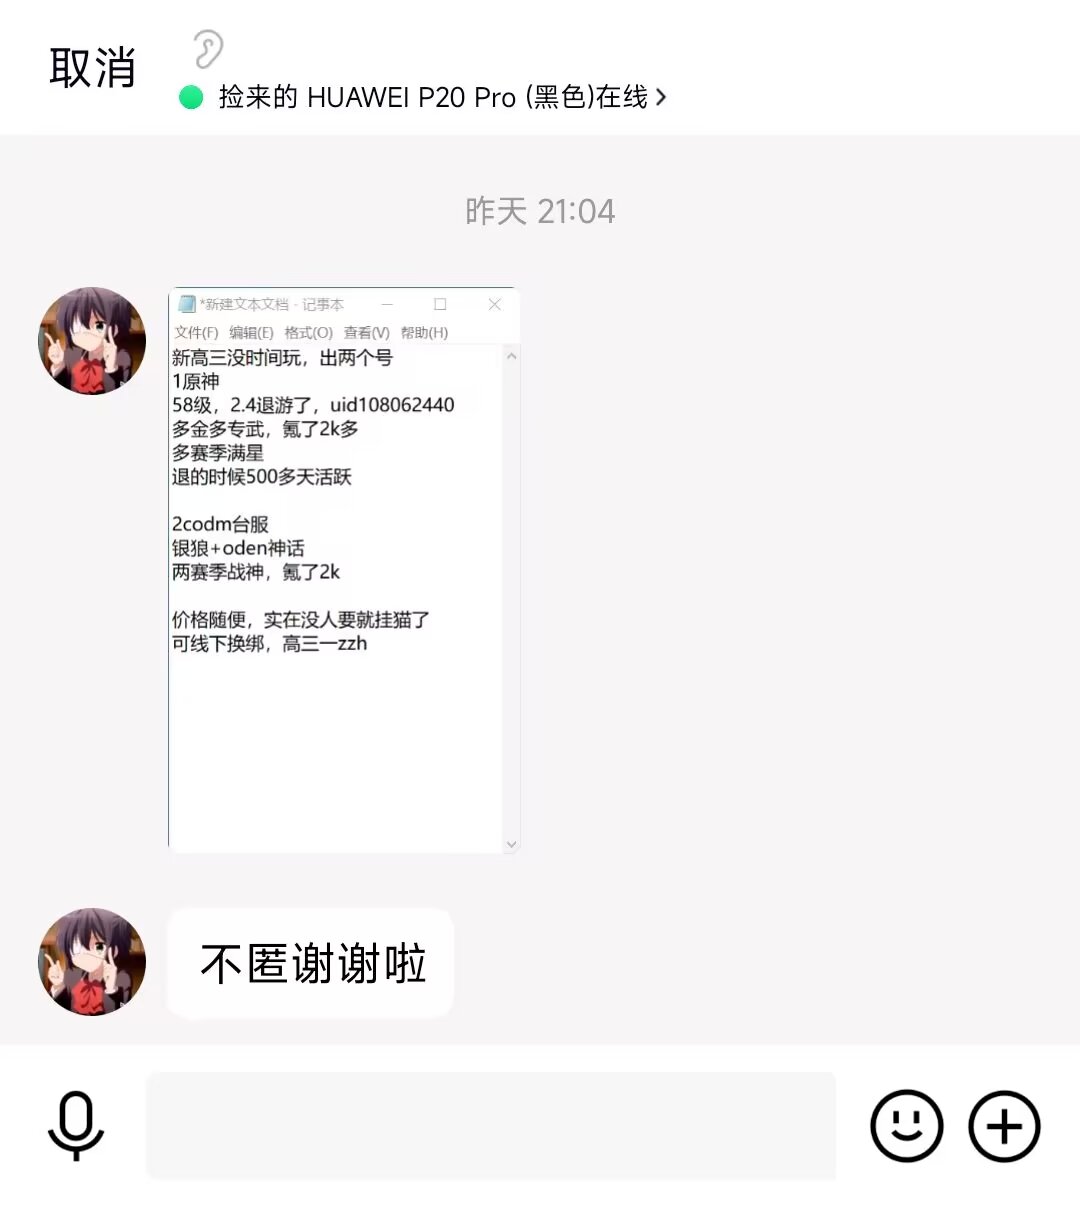 取消
捡来的 HUAWEI P20 Pro (黑色)在线
昨天 21:04
*新建文本文档 - 记事本
文件(F) 编辑(E) 格式(O) 查看(V) 帮助(H)
新高三没时间玩，出两个号
1原神
58级，2.4退游了，uid108062440
多金多专武，氪了2k多
多赛季满星
退的时候500多天活跃
2codm台服
银狼+oden神话
两赛季战神，氪了2k
价格随便，实在没人要就挂猫了
可线下换绑，高三一zzh
不匿谢谢啦